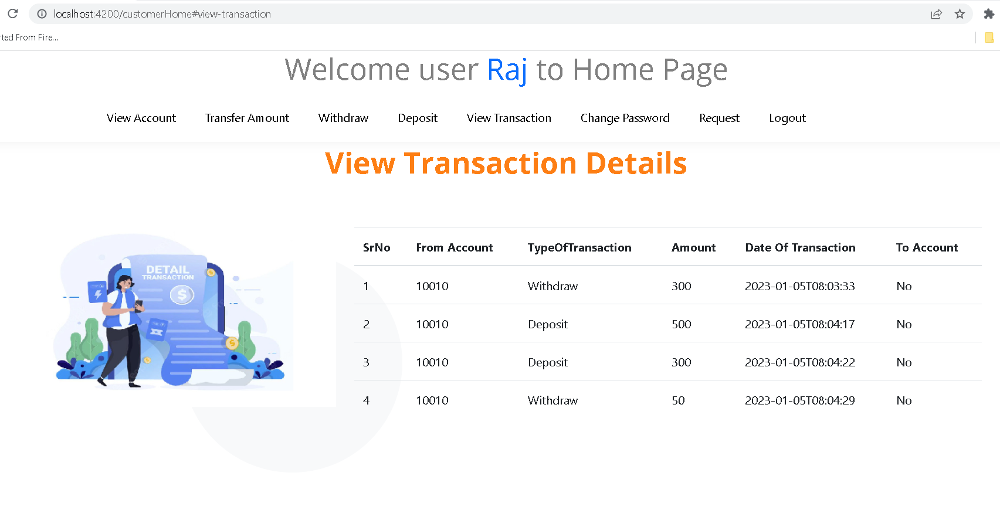 localhost:4200/customerHome#view-transaction
rted From Fire...
Welcome user Raj to Home Page
View Account Transfer Amount Withdraw Deposit View Transaction Change Password Request Logout
View Transaction Details
DETAIL
TRANSACTION
$
$
SrNo From Account TypeOfTransaction Amount Date Of Transaction To Account
1 10010 Withdraw 300 2023-01-05T08:03:33 No
2 10010 Deposit 500 2023-01-05T08:04:17 No
3 10010 Deposit 300 2023-01-05T08:04:22 No
4 10010 Withdraw 50 2023-01-05T08:04:29 No